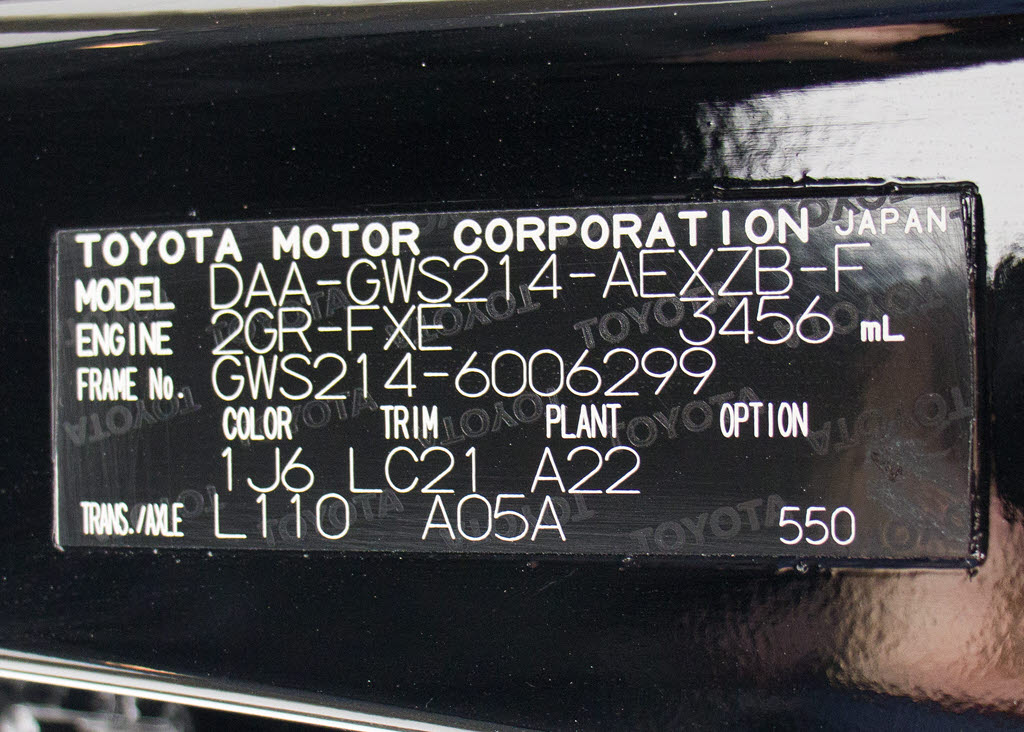 TOYOTA MOTOR CORPORATION JAPAN
MODEL DAA-GWS214-AEXZB-F
ENGINE 2GR-FXE 3456 mL
FRAME No. GWS214-6006299
COLOR TRIM PLANT OPTION
1J6 LC21 A22
TRANS./AXLE L110 A05A 550